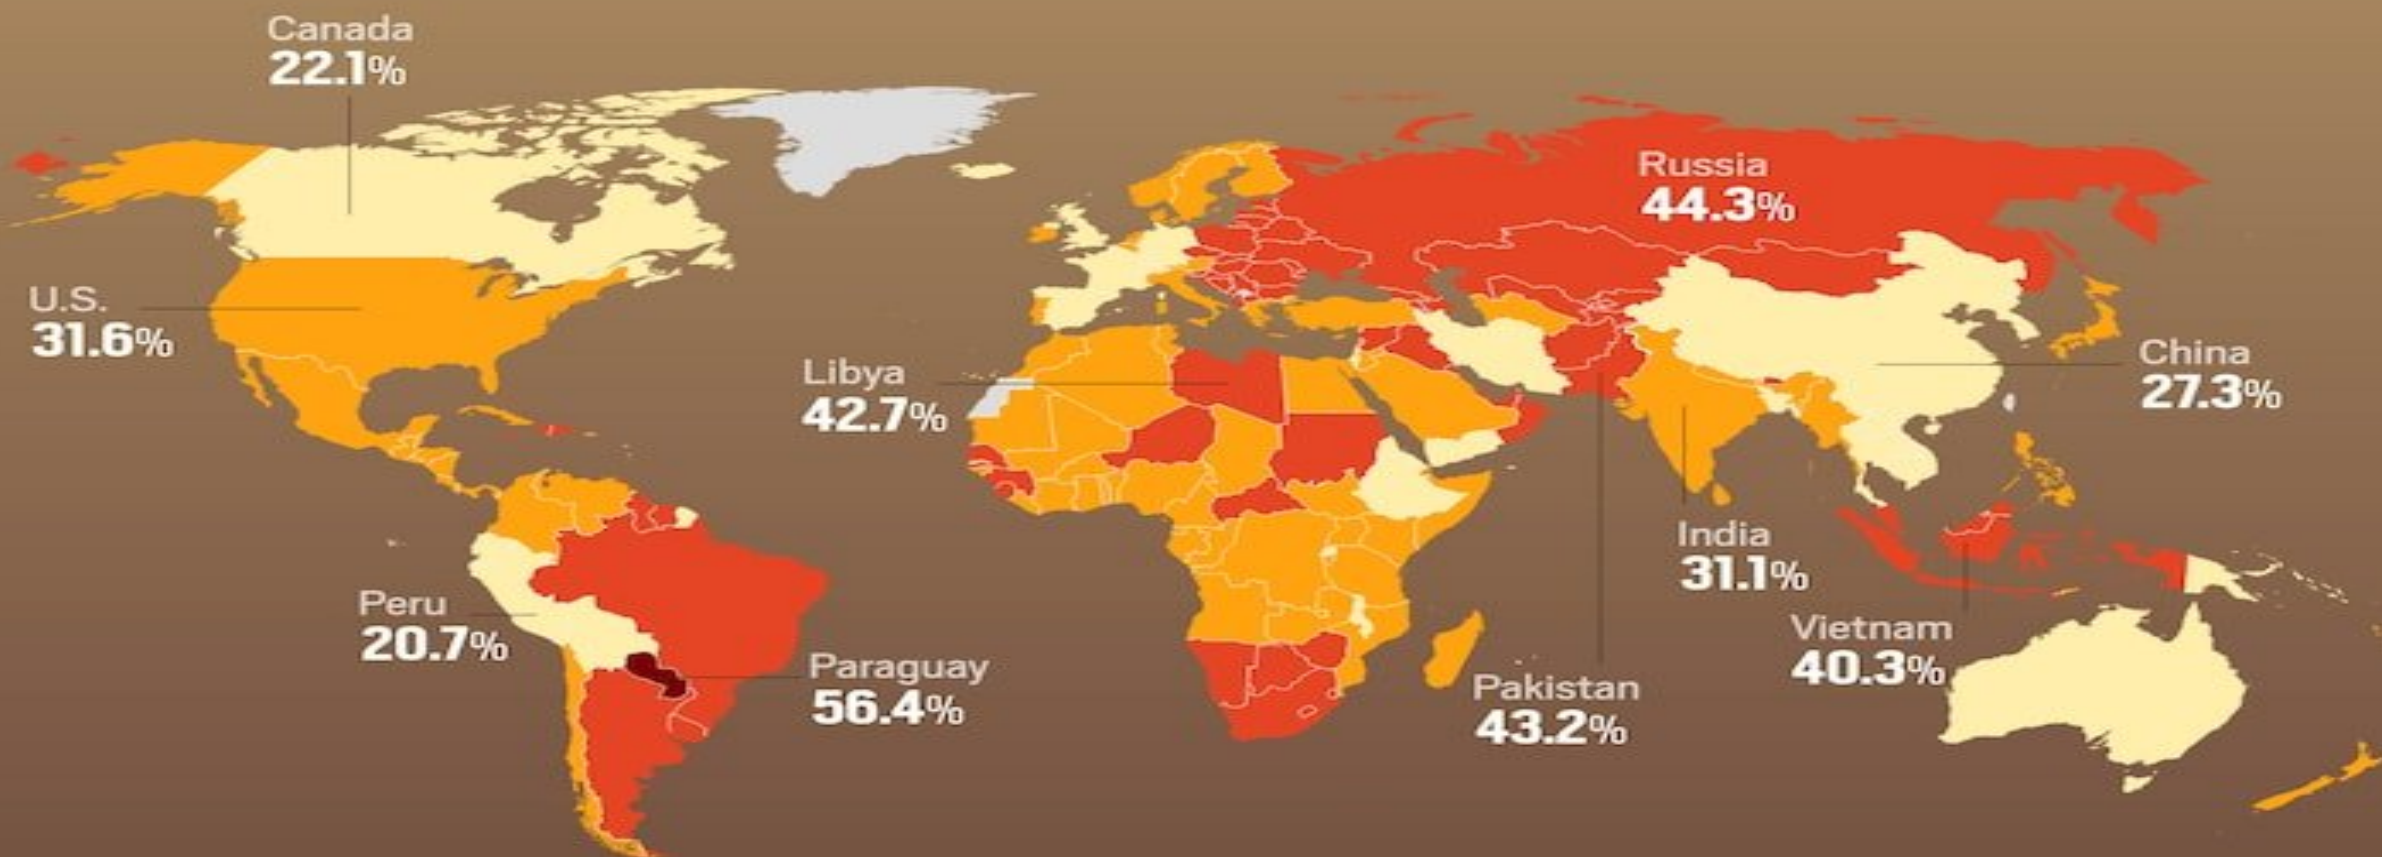 Canada
22.1%
Russia
44.3%
U.S.
31.6%
Libya
42.7%
China
27.3%
India
31.1%
Peru
20.7%
Vietnam
40.3%
Paraguay
56.4%
Pakistan
43.2%